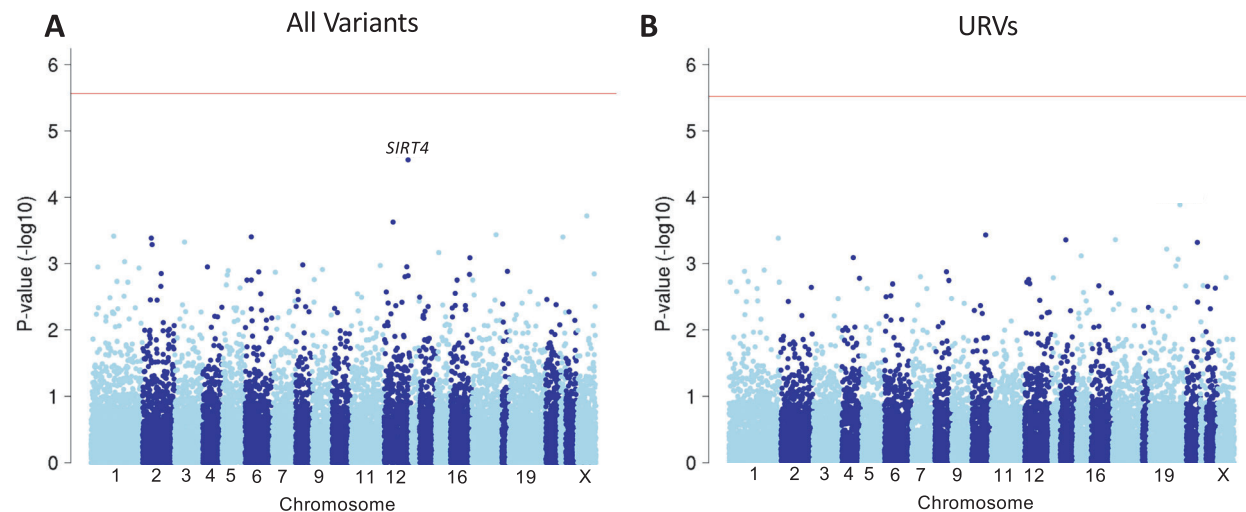 A
All Variants
6
5
4
3
2
1
0
P-value (-log10)
SIRT4
1 2 3 4 5 6 7 9 11 12 16 19 X
Chromosome
B
URVs
6
5
4
3
2
1
0
P-value (-log10)
1 2 3 4 5 6 7 9 11 12 16 19 X
Chromosome